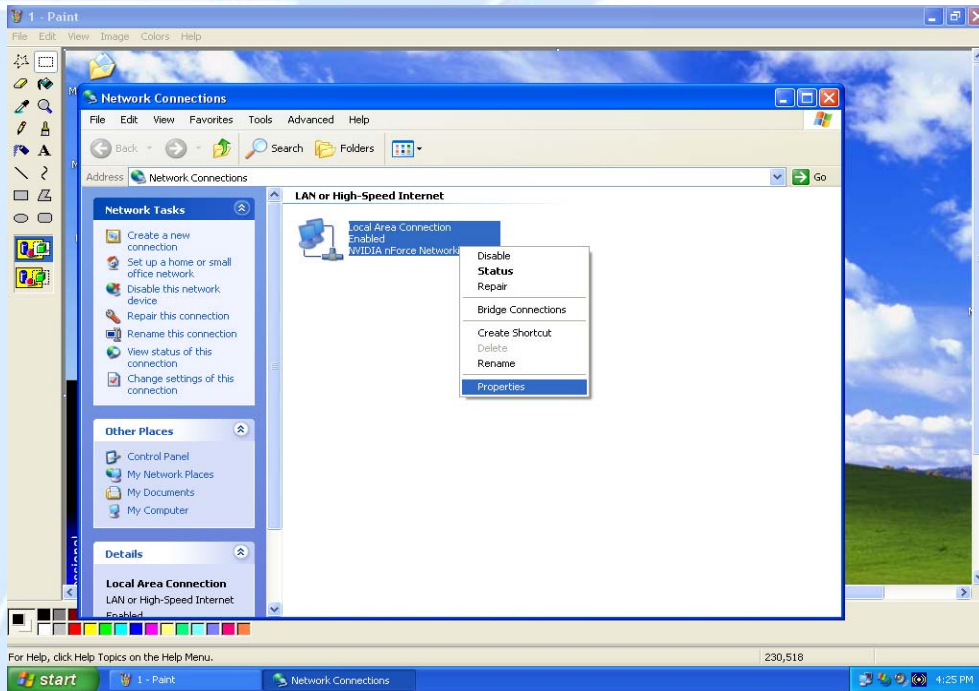 1 - Paint
File Edit View Image Colors Help
Network Connections
File Edit View Favorites Tools Advanced Help
Back Search Folders
Address Network Connections Go
Network Tasks
Create a new
connection
Set up a home or small
office network
Disable this network
device
Repair this connection
Rename this connection
View status of this
connection
Change settings of this
connection
Other Places
Control Panel
My Network Places
My Documents
My Computer
Details
Local Area Connection
LAN or High-Speed Internet
Enabled
LAN or High-Speed Internet
Local Area Connection
Enabled
NVIDIA nForce Networki
Disable
Status
Repair
Bridge Connections
Create Shortcut
Delete
Rename
Properties
For Help, click Help Topics on the Help Menu. 230,518
start 1 - Paint Network Connections 4:25 PM